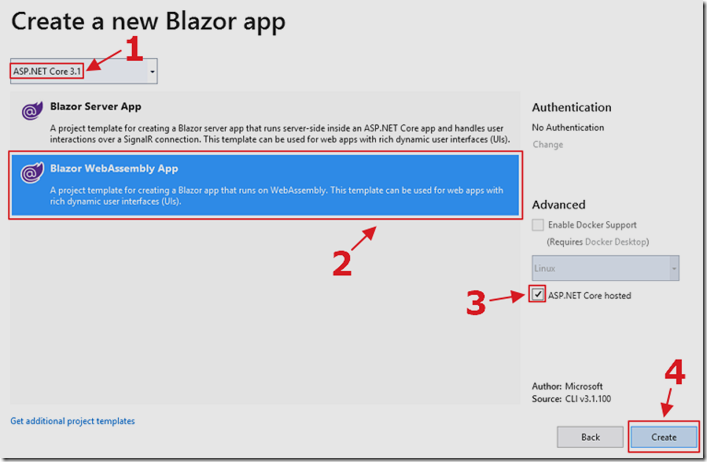 Create a new Blazor app
1
ASP.NET Core 3.1
Blazor Server App
A project template for creating a Blazor server app that runs server-side inside an ASP.NET Core app and handles user
interactions over a SignalR connection. This template can be used for web apps with rich dynamic user interfaces (UIs).
Blazor WebAssembly App
A project template for creating a Blazor app that runs on WebAssembly. This template can be used for web apps with
rich dynamic user interfaces (UIs).
2
Authentication
No Authentication
Change
Advanced
Enable Docker Support
(Requires Docker Desktop)
Linux
3
ASP.NET Core hosted
4
Author: Microsoft
Source: CLI v3.1.100
Get additional project templates
Back
Create